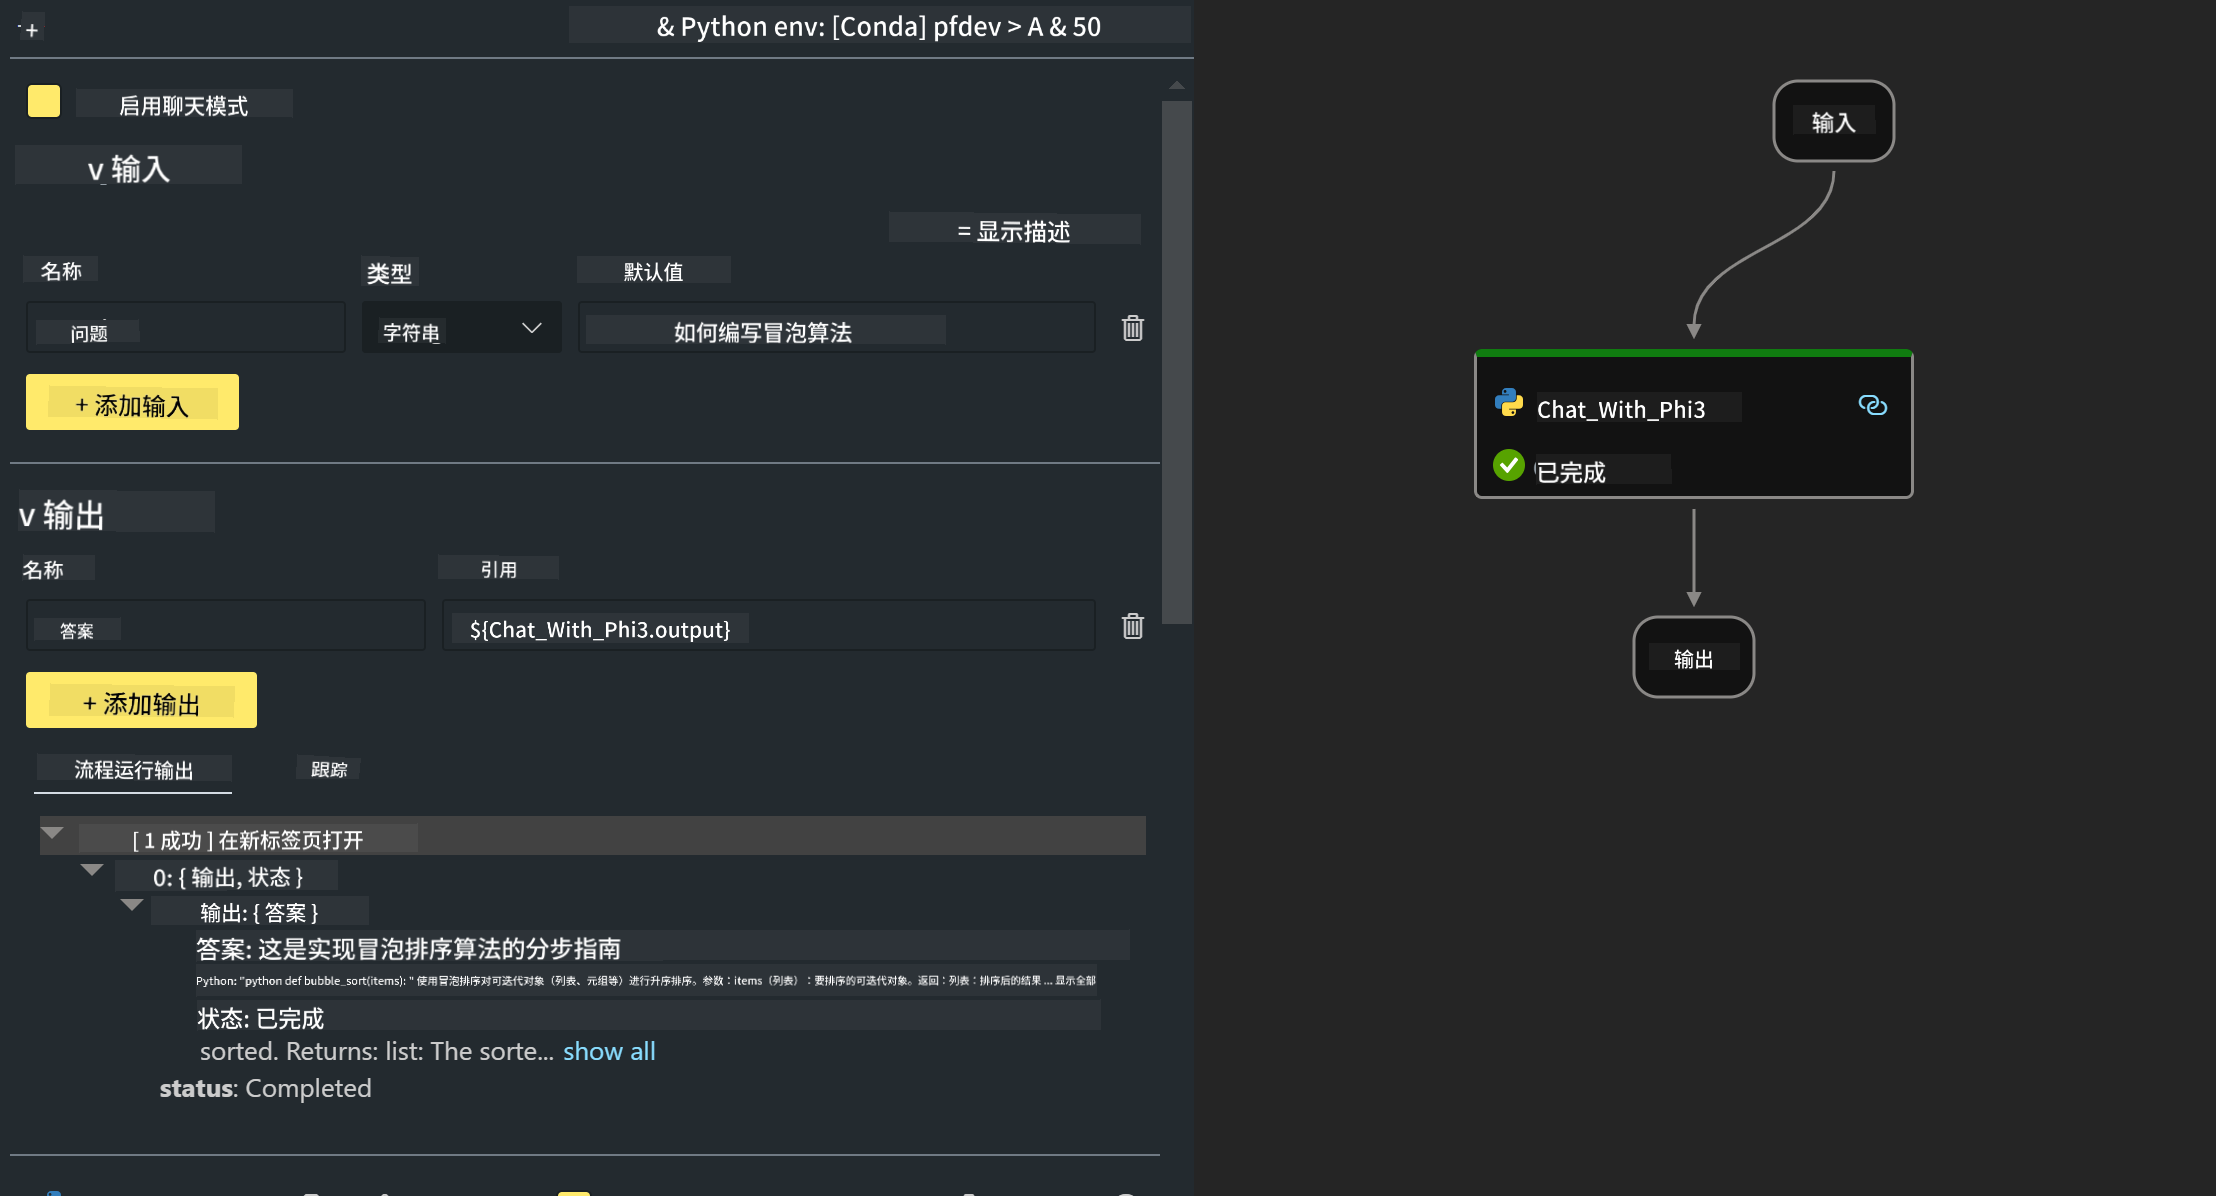 +
& Python env: [Conda] pfdev > A & 50
启用聊天模式
v 输入
= 显示描述
名称 类型 默认值
问题 字符串 如何编写冒泡算法
+ 添加输入
v 输出
名称 引用
答案 ${Chat_With_Phi3.output}
+ 添加输出
流程运行输出 跟踪
[ 1 成功 ] 在新标签页打开
0: { 输出, 状态 }
输出: { 答案 }
答案: 这是实现冒泡排序算法的分步指南
Python: "python def bubble_sort(items): " 使用冒泡排序对可迭代对象（列表、元组等）进行升序排序。参数：items（列表）：要排序的可迭代对象。返回：列表：排序后的结果 ... 显示全部
状态: 已完成
sorted. Returns: list: The sorte... show all
status: Completed
输入
Chat_With_Phi3
已完成
输出